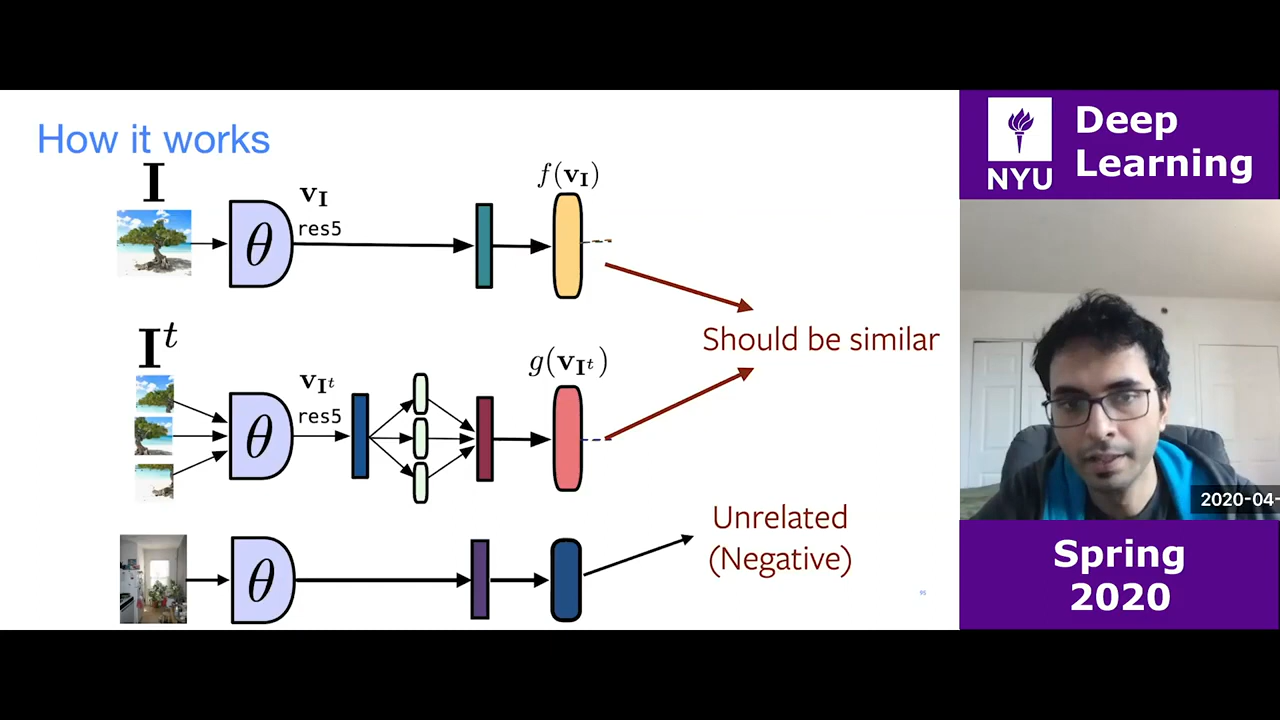 How it works
I
θ
v_I
res5
f(v_I)
I^t
θ
v_{I^t}
res5
g(v_{I^t})
Should be similar
θ
Unrelated
(Negative)
95
NYU
Deep
Learning
2020-04-
Spring
2020